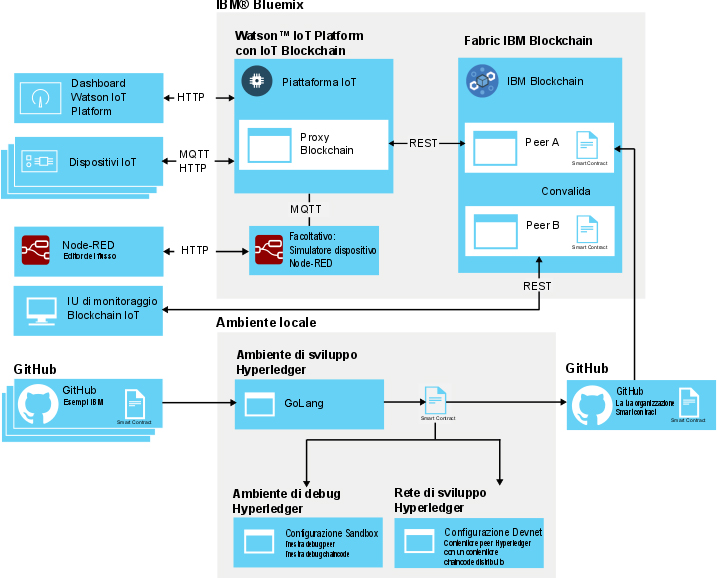 IBM® Bluemix
Watson™ IoT Platform
con IoT Blockchain
Fabric IBM Blockchain
Dashboard
Watson IoT
Platform
HTTP
Piattaforma IoT
IBM Blockchain
Dispositivi IoT
MQTT
HTTP
Proxy
Blockchain
REST
Peer A
Smart Contract
Convalida
MQTT
Peer B
Smart Contract
Node-RED
Editor del flusso
HTTP
Facoltativo:
Simulatore dispositivo
Node-RED
REST
IU di monitoraggio
Blockchain IoT
Ambiente locale
GitHub
GitHub
Esempi IBM
Smart Contract
Ambiente di sviluppo
Hyperledger
GoLang
Smart Contract
GitHub
GitHub
La tua organizzazione
Smart contract
Smart Contract
Ambiente di debug
Hyperledger
Configurazione Sandbox
finestra debug peer
finestra debug chaincode
Rete di sviluppo
Hyperledger
Configurazione Devnet
Contenitore peer Hyperledger
con un contenitore
chaincode distribuito